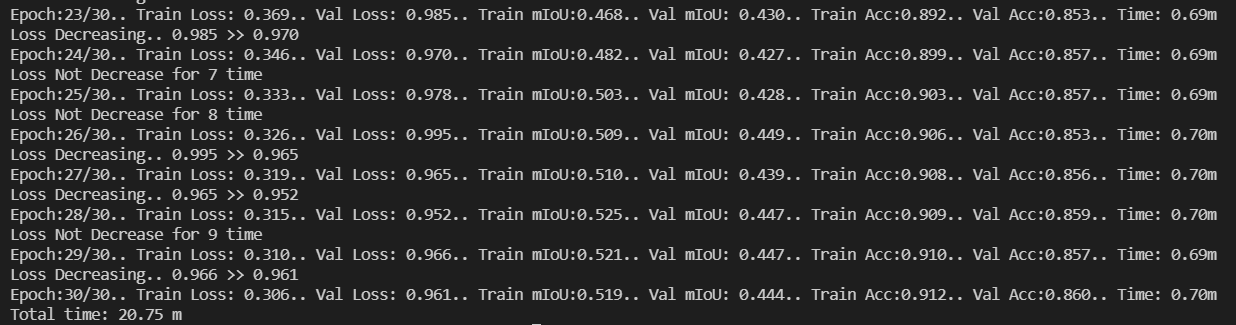 Epoch:23/30.. Train Loss: 0.369.. Val Loss: 0.985.. Train mIoU:0.468.. Val mIoU: 0.430.. Train Acc:0.892.. Val Acc:0.853.. Time: 0.69m
Loss Decreasing.. 0.985 >> 0.970
Epoch:24/30.. Train Loss: 0.346.. Val Loss: 0.970.. Train mIoU:0.482.. Val mIoU: 0.427.. Train Acc:0.899.. Val Acc:0.857.. Time: 0.69m
Loss Not Decrease for 7 time
Epoch:25/30.. Train Loss: 0.333.. Val Loss: 0.978.. Train mIoU:0.503.. Val mIoU: 0.428.. Train Acc:0.903.. Val Acc:0.857.. Time: 0.69m
Loss Not Decrease for 8 time
Epoch:26/30.. Train Loss: 0.326.. Val Loss: 0.995.. Train mIoU:0.509.. Val mIoU: 0.449.. Train Acc:0.906.. Val Acc:0.853.. Time: 0.70m
Loss Decreasing.. 0.995 >> 0.965
Epoch:27/30.. Train Loss: 0.319.. Val Loss: 0.965.. Train mIoU:0.510.. Val mIoU: 0.439.. Train Acc:0.908.. Val Acc:0.856.. Time: 0.70m
Loss Decreasing.. 0.965 >> 0.952
Epoch:28/30.. Train Loss: 0.315.. Val Loss: 0.952.. Train mIoU:0.525.. Val mIoU: 0.447.. Train Acc:0.909.. Val Acc:0.859.. Time: 0.70m
Loss Not Decrease for 9 time
Epoch:29/30.. Train Loss: 0.310.. Val Loss: 0.966.. Train mIoU:0.521.. Val mIoU: 0.447.. Train Acc:0.910.. Val Acc:0.857.. Time: 0.69m
Loss Decreasing.. 0.966 >> 0.961
Epoch:30/30.. Train Loss: 0.306.. Val Loss: 0.961.. Train mIoU:0.519.. Val mIoU: 0.444.. Train Acc:0.912.. Val Acc:0.860.. Time: 0.70m
Total time: 20.75 m